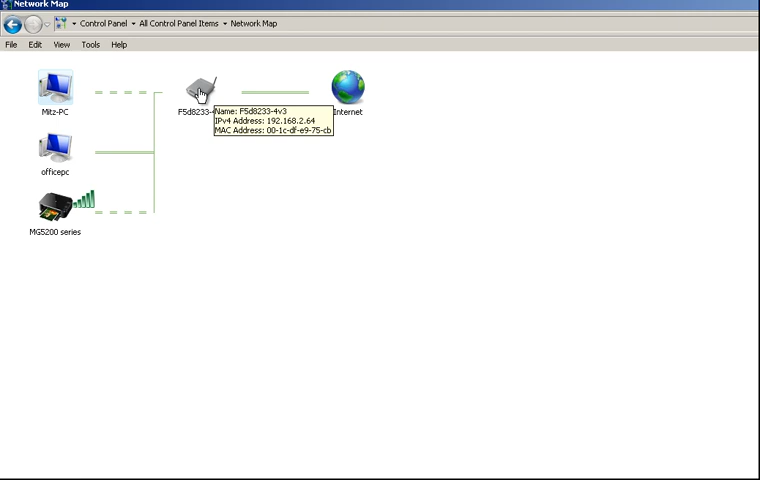 Network Map
Control Panel All Control Panel Items Network Map
File Edit View Tools Help
Mitz-PC
F5d8233-4
Internet
Name: F5d8233-4v3
IPv4 Address: 192.168.2.64
MAC Address: 00-1c-df-e9-75-cb
officepc
MG5200 series